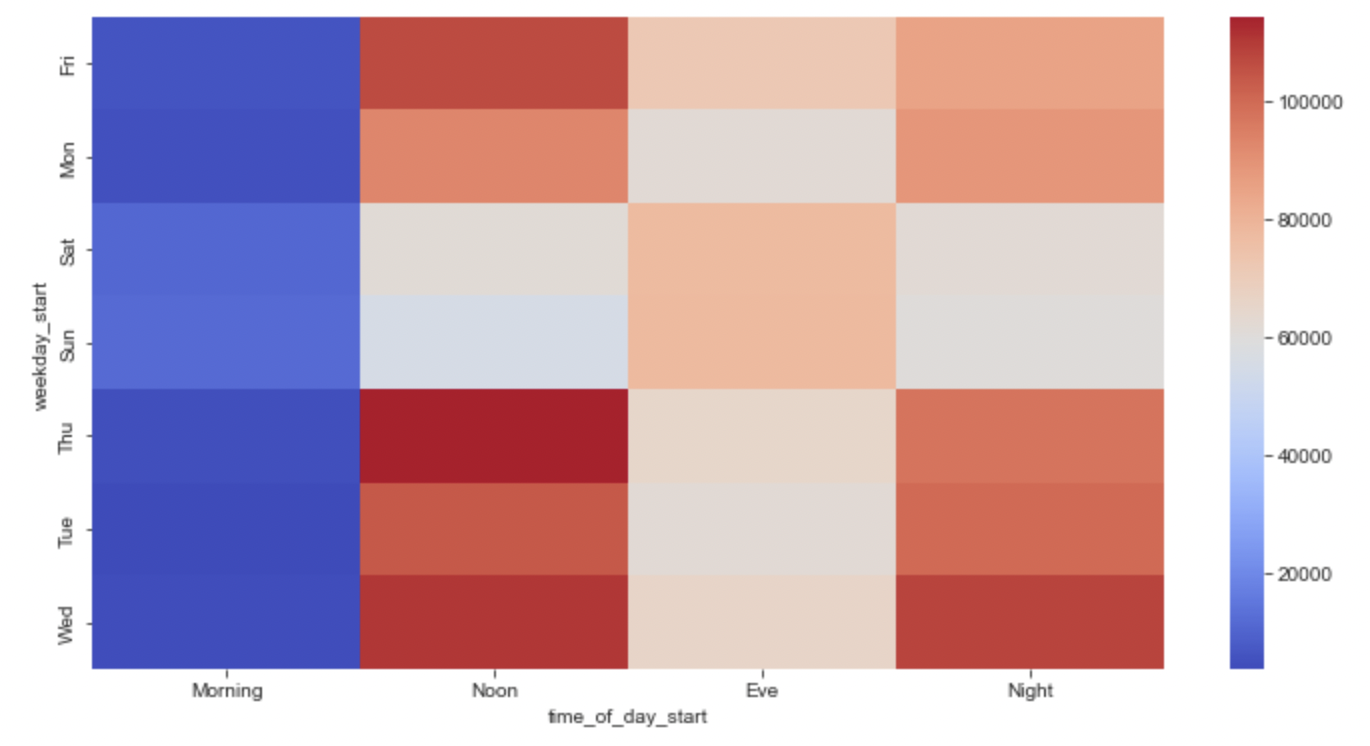 Fri
Mon
Sat
Sun
Thu
Tue
Wed
weekday_start
Morning Noon Eve Night
time_of_day_start
100000
80000
60000
40000
20000